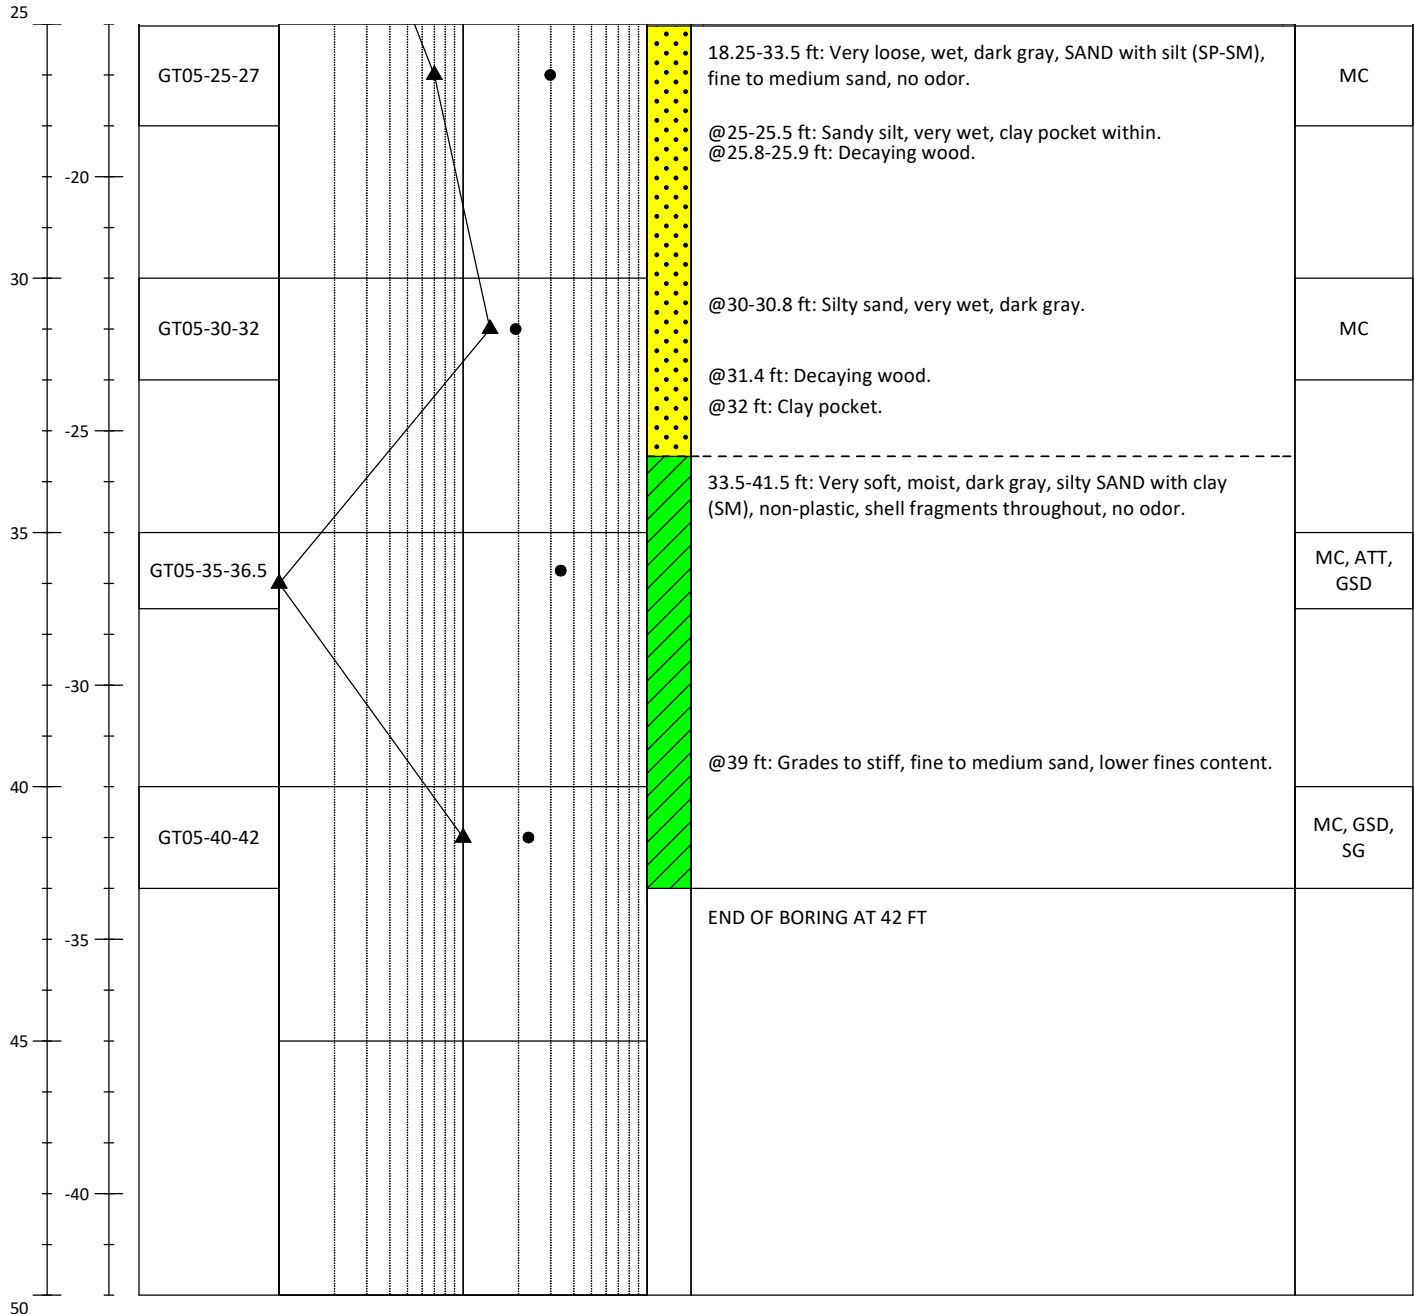 25
GT05-25-27
18.25-33.5 ft: Very loose, wet, dark gray, SAND with silt (SP-SM),
fine to medium sand, no odor.
MC
@25-25.5 ft: Sandy silt, very wet, clay pocket within.
@25.8-25.9 ft: Decaying wood.
-20
30
GT05-30-32
@30-30.8 ft: Silty sand, very wet, dark gray.
MC
@31.4 ft: Decaying wood.
@32 ft: Clay pocket.
-25
33.5-41.5 ft: Very soft, moist, dark gray, silty SAND with clay
(SM), non-plastic, shell fragments throughout, no odor.
35
GT05-35-36.5
MC, ATT,
GSD
-30
@39 ft: Grades to stiff, fine to medium sand, lower fines content.
40
GT05-40-42
MC, GSD,
SG
END OF BORING AT 42 FT
-35
45
-40
50